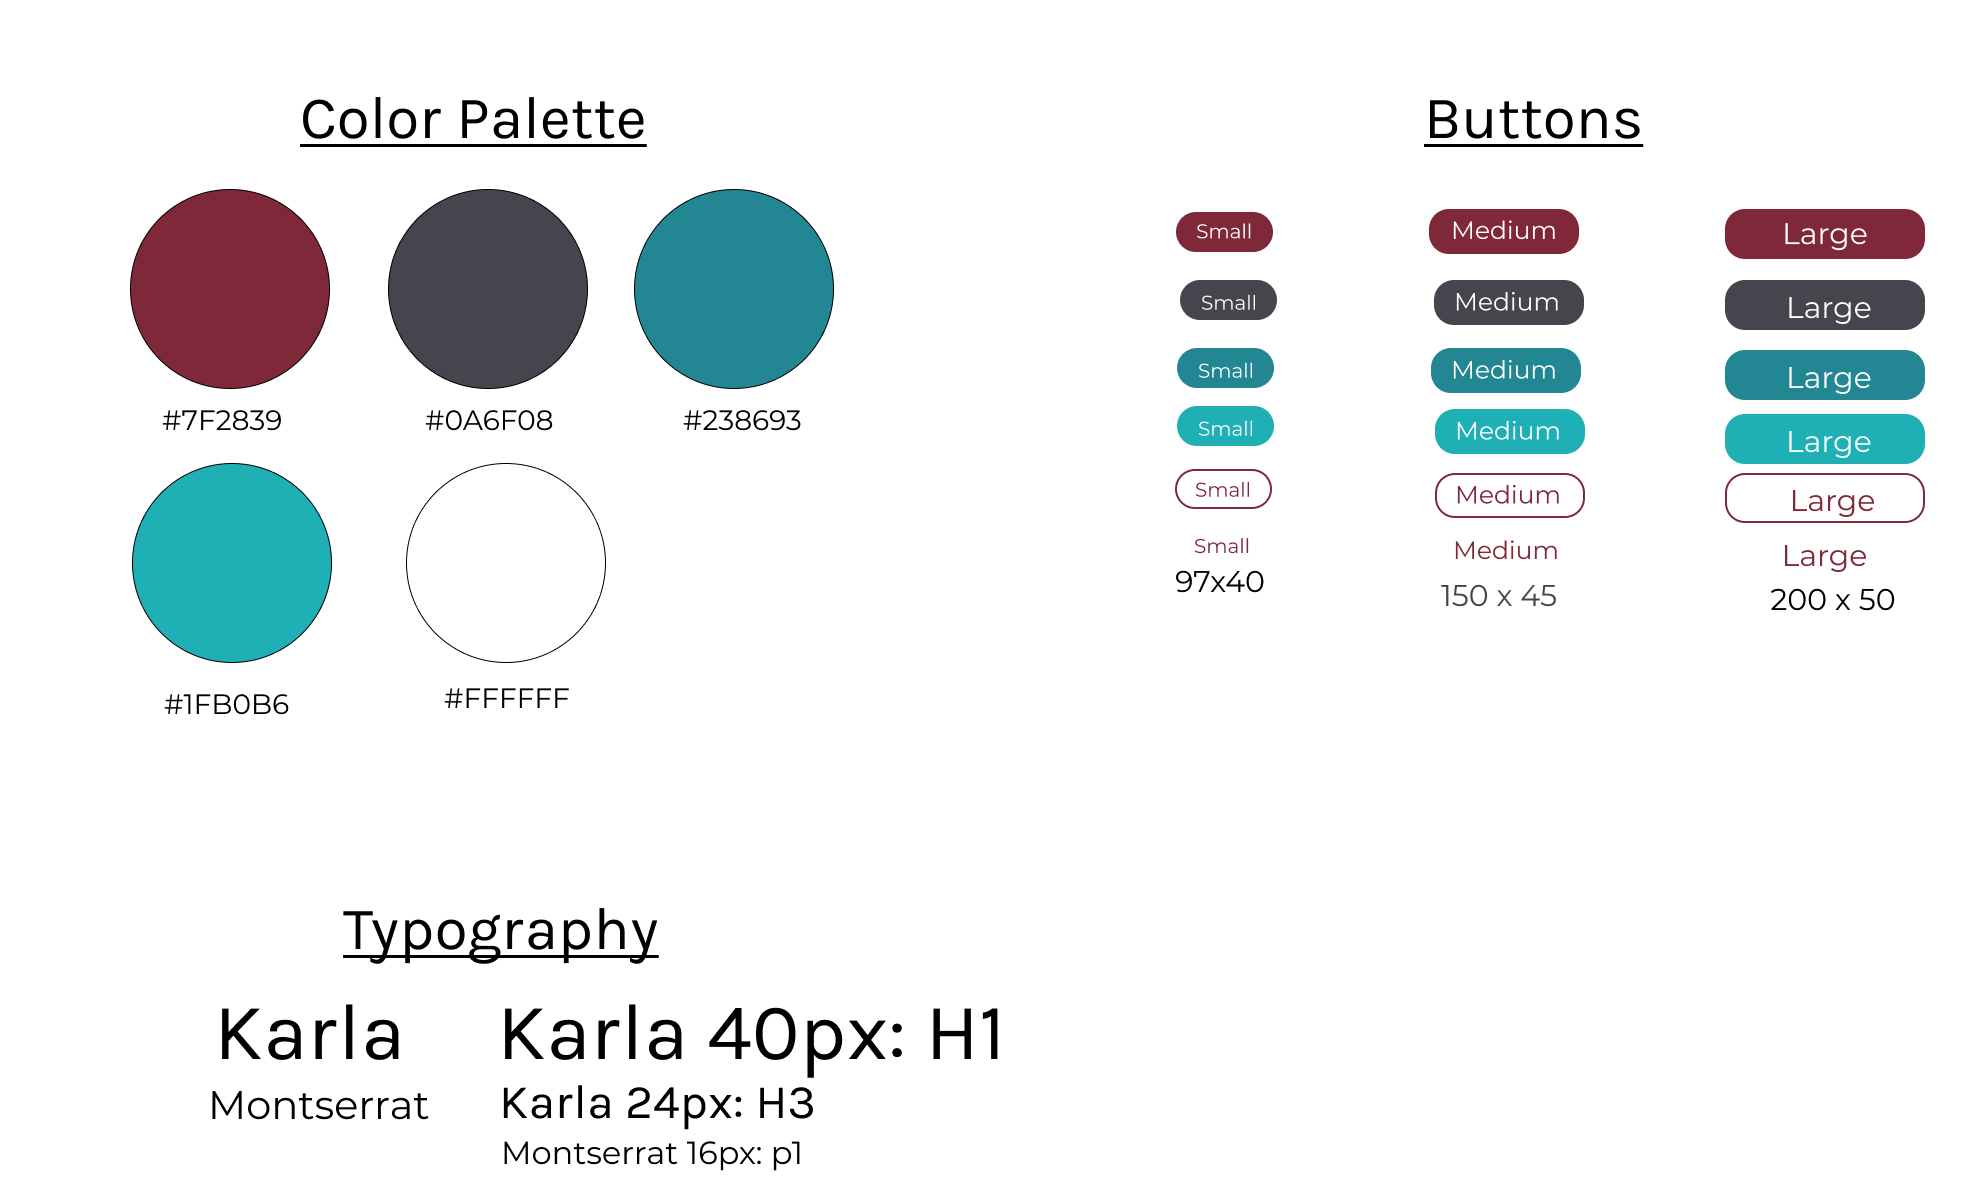 Color Palette
#7F2839
#0A6F08
#238693
#1FB0B6
#FFFFFF
Buttons
Small
Medium
Large
Small
Medium
Large
Small
Medium
Large
Small
Medium
Large
Small
Medium
Large
Small
Medium
Large
97x40
150 x 45
200 x 50
Typography
Karla
Montserrat
Karla 40px: H1
Karla 24px: H3
Montserrat 16px: p1